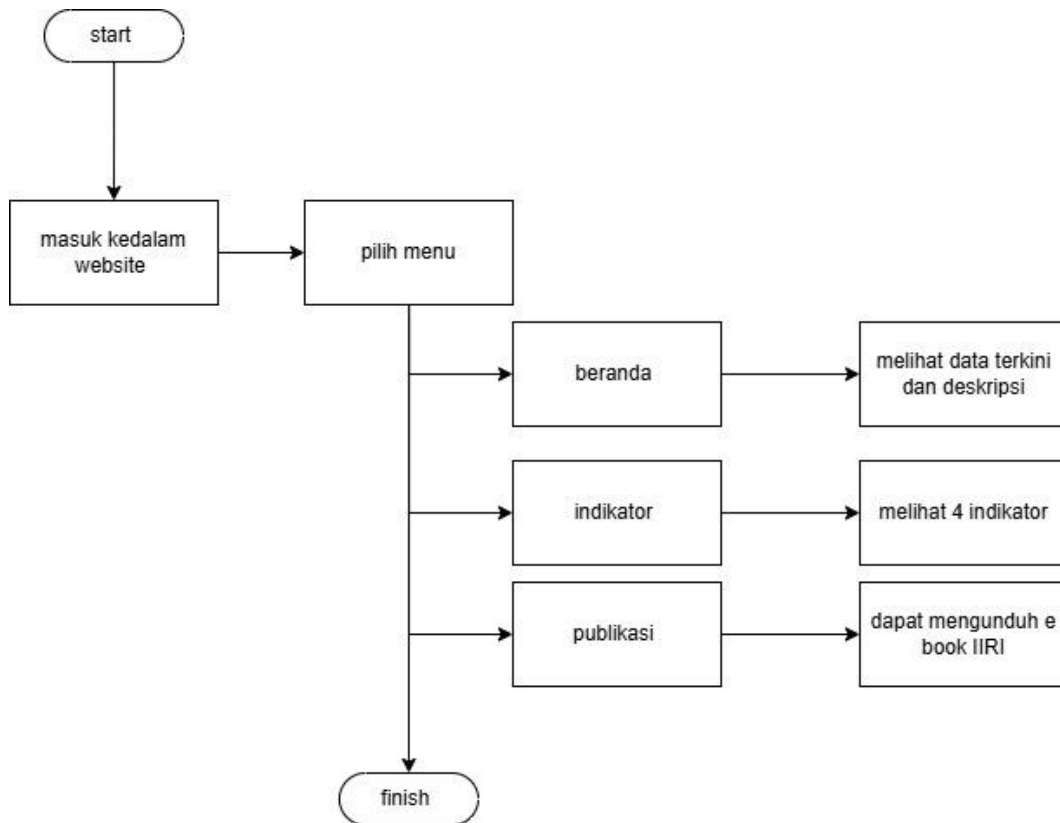 start
masuk kedalam
website
pilih menu
beranda
melihat data terkini
dan deskripsi
indikator
melihat 4 indikator
publikasi
dapat mengunduh e
book IIRI
finish